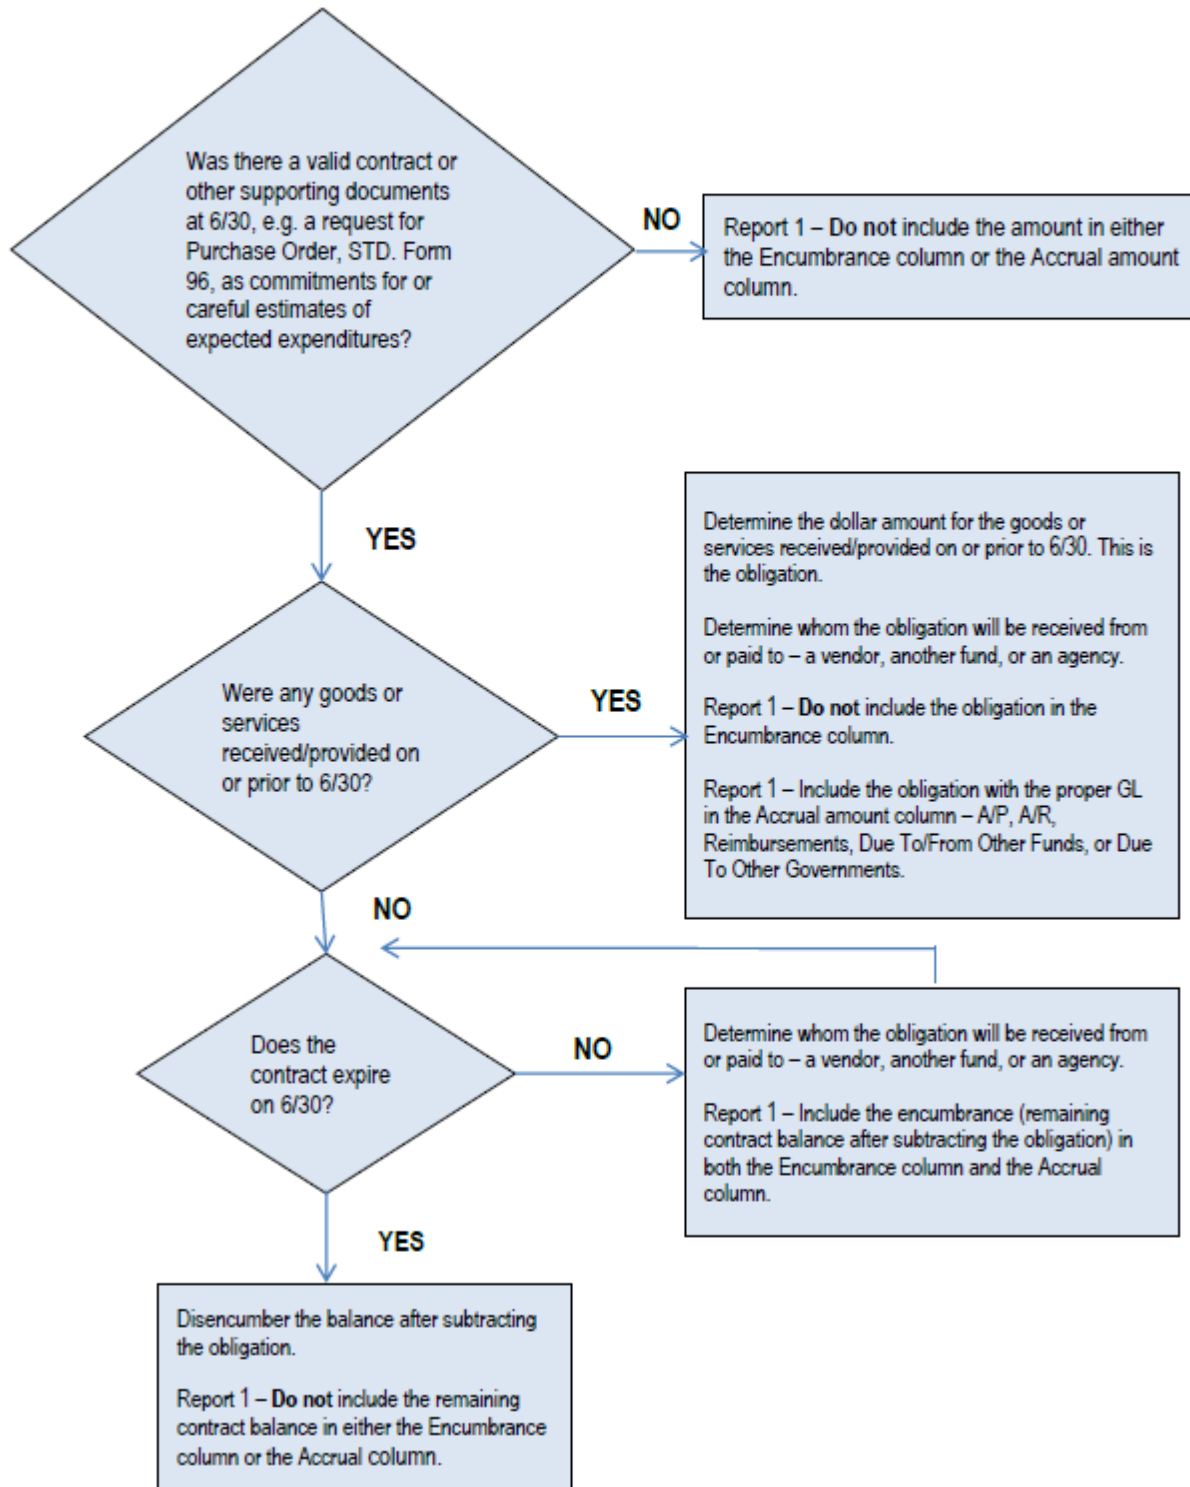 Was there a valid contract or
other supporting documents
at 6/30, e.g. a request for
Purchase Order, STD. Form
96, as commitments for or
careful estimates of
expected expenditures?
NO
Report 1 – Do not include the amount in either
the Encumbrance column or the Accrual amount
column.
YES
Were any goods or
services
received/provided on
or prior to 6/30?
YES
Determine the dollar amount for the goods or
services received/provided on or prior to 6/30. This is
the obligation.
Determine whom the obligation will be received from
or paid to – a vendor, another fund, or an agency.
Report 1 – Do not include the obligation in the
Encumbrance column.
Report 1 – Include the obligation with the proper GL
in the Accrual amount column – A/P, A/R,
Reimbursements, Due To/From Other Funds, or Due
To Other Governments.
NO
Does the
contract expire
on 6/30?
NO
Determine whom the obligation will be received from
or paid to – a vendor, another fund, or an agency.
Report 1 – Include the encumbrance (remaining
contract balance after subtracting the obligation) in
both the Encumbrance column and the Accrual
column.
YES
Disencumber the balance after subtracting
the obligation.
Report 1 – Do not include the remaining
contract balance in either the Encumbrance
column or the Accrual column.